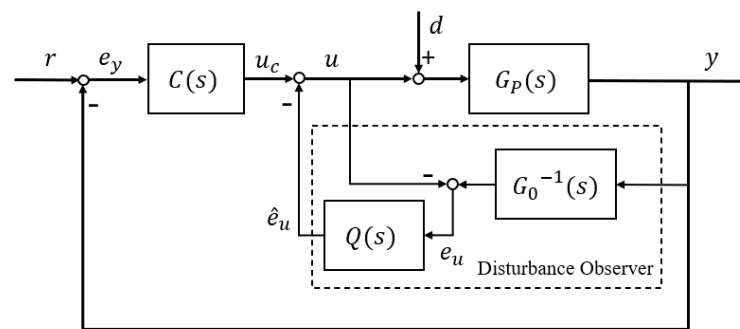 d
r
e_y
C(s)
u_c
u
+
G_P(s)
y
-
-
-
G_0^{-1}(s)
ê_u
Q(s)
e_u
Disturbance Observer